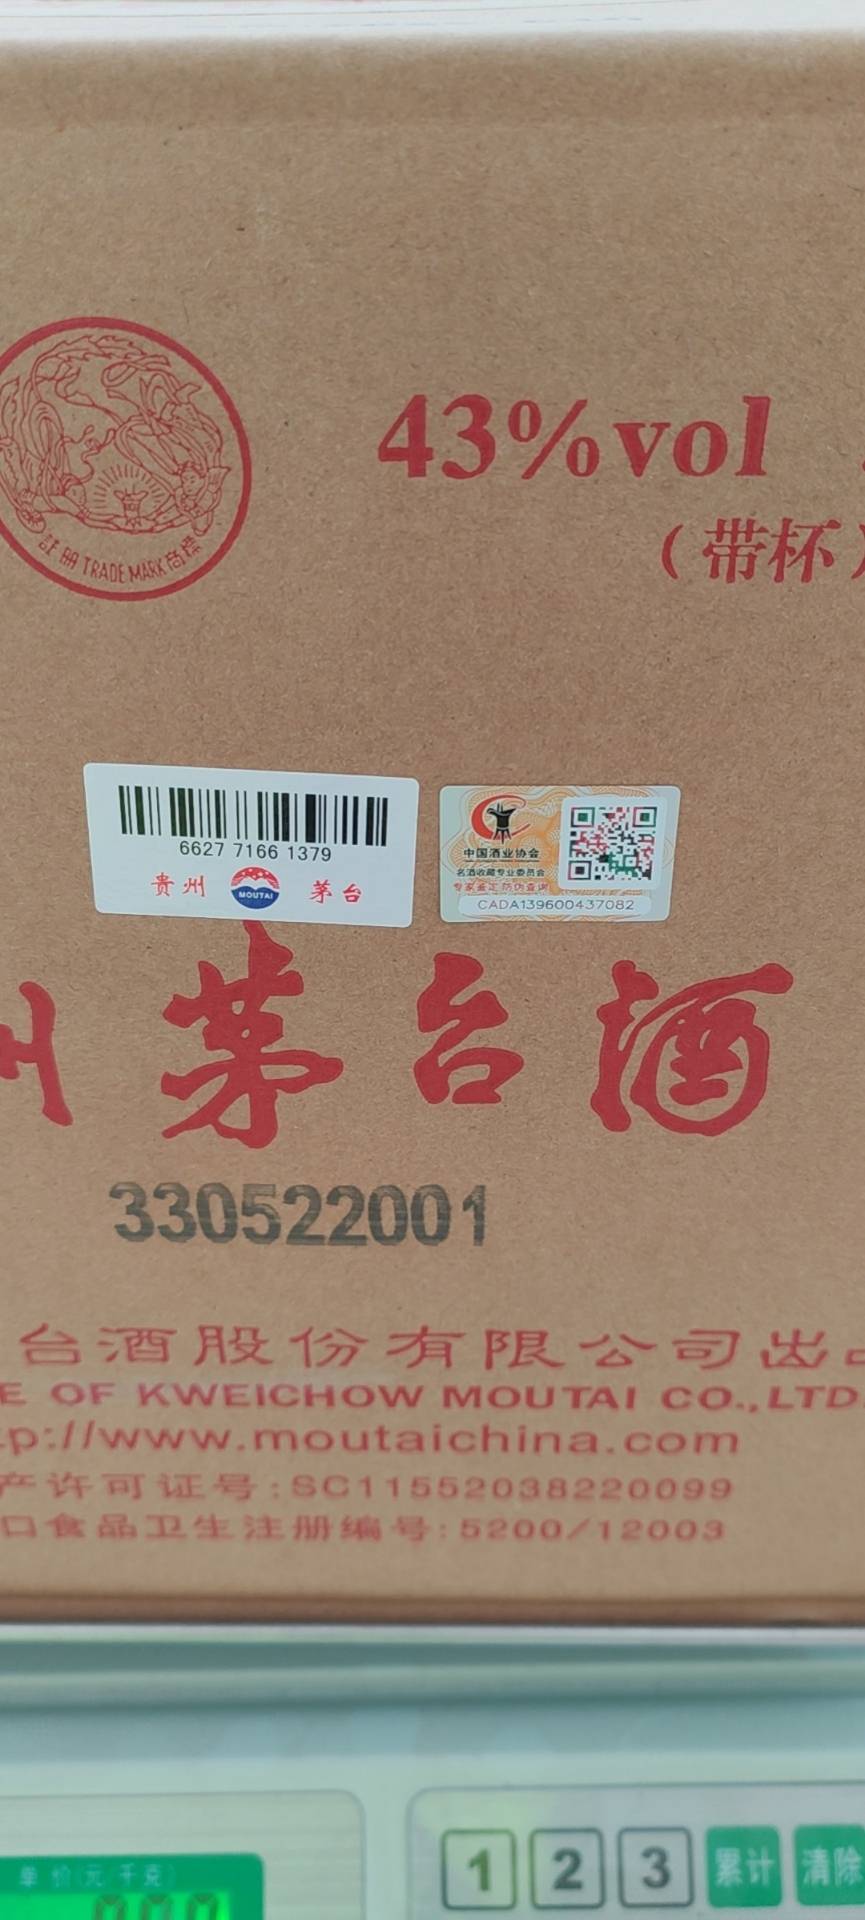 註册 TRADE MARK 商標
43%vol
（带杯）
6627 7166 1379
贵州 MOUTAI 茅台
中国酒业协会
名酒收藏专业委员会
专家鉴定 防伪查询
CADA139600437082
州茅台酒
330522001
台酒股份有限公司出品
E OF KWEICHOW MOUTAI CO.,LTD
tp://www.moutaichina.com
产许可证号:SC11552038220099
口食品卫生注册编号:5200/12003
单价(元/千克)
000
1 2 3 累计 清除